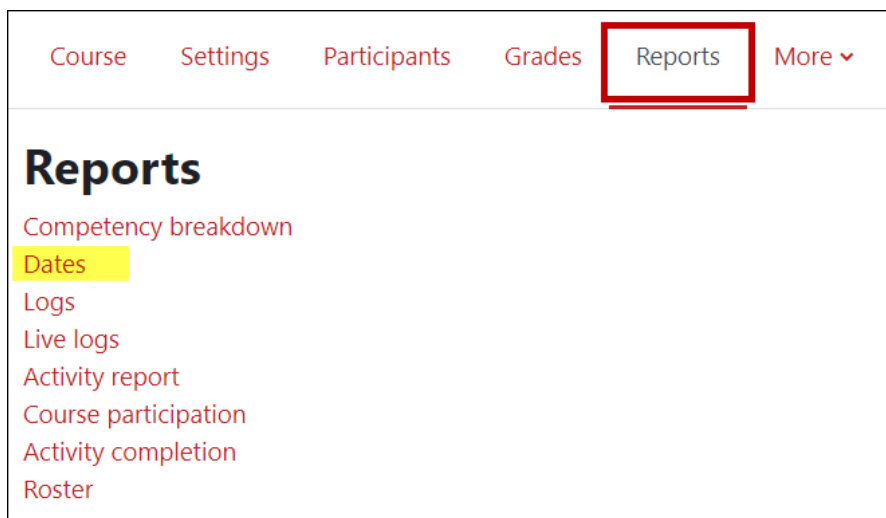 Course Settings Participants Grades Reports More
Reports
Competency breakdown
Dates
Logs
Live logs
Activity report
Course participation
Activity completion
Roster